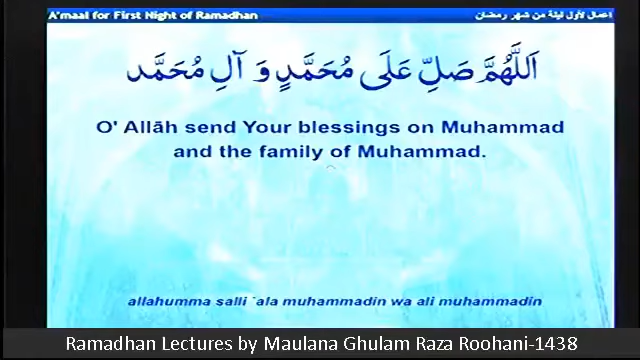 A'maal for First Night of Ramadhan
اعمال لأول ليلة من شهر رمضان
اَللَّهُمَّ صَلِّ عَلَى مُحَمَّدٍ وَ آلِ مُحَمَّد
O' Allāh send Your blessings on Muhammad
and the family of Muhammad.
allahumma salli `ala muhammadin wa ali muhammadin
Ramadhan Lectures by Maulana Ghulam Raza Roohani-1438